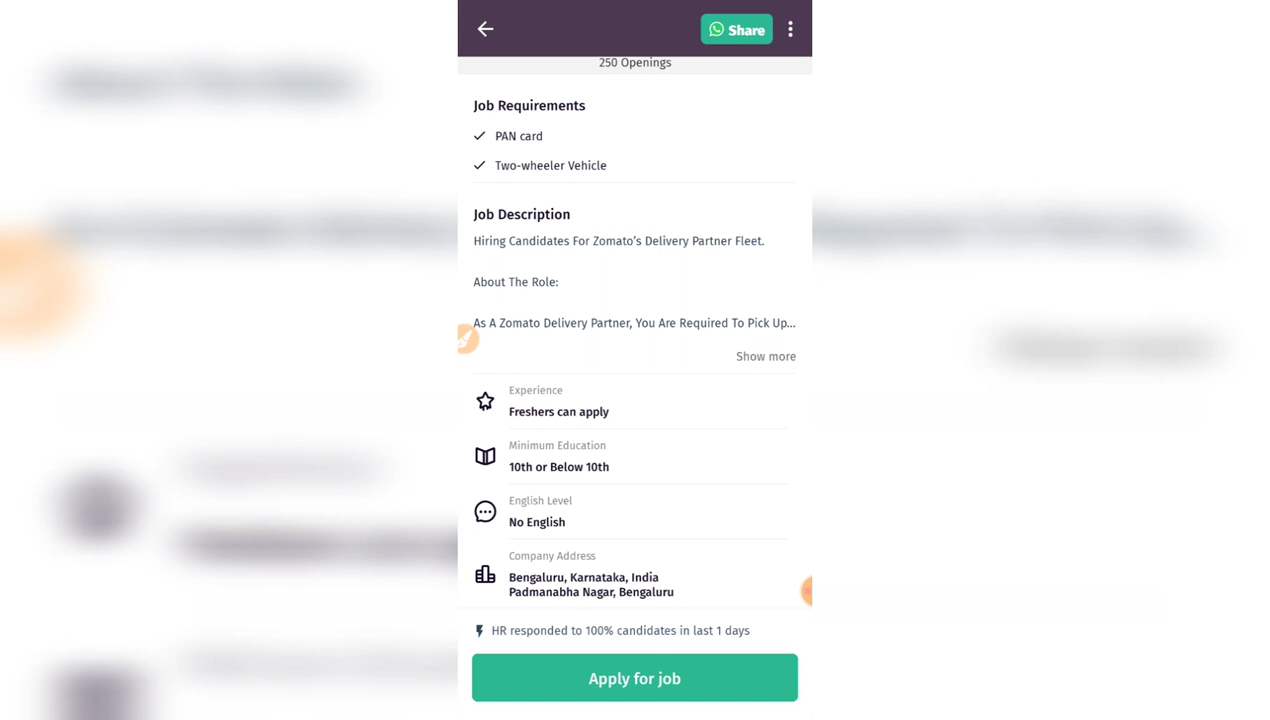 Share
250 Openings
Job Requirements
PAN card
Two-wheeler Vehicle
Job Description
Hiring Candidates For Zomato’s Delivery Partner Fleet.
About The Role:
As A Zomato Delivery Partner, You Are Required To Pick Up...
Show more
Experience
Freshers can apply
Minimum Education
10th or Below 10th
English Level
No English
Company Address
Bengaluru, Karnataka, India
Padmanabha Nagar, Bengaluru
HR responded to 100% candidates in last 1 days
Apply for job